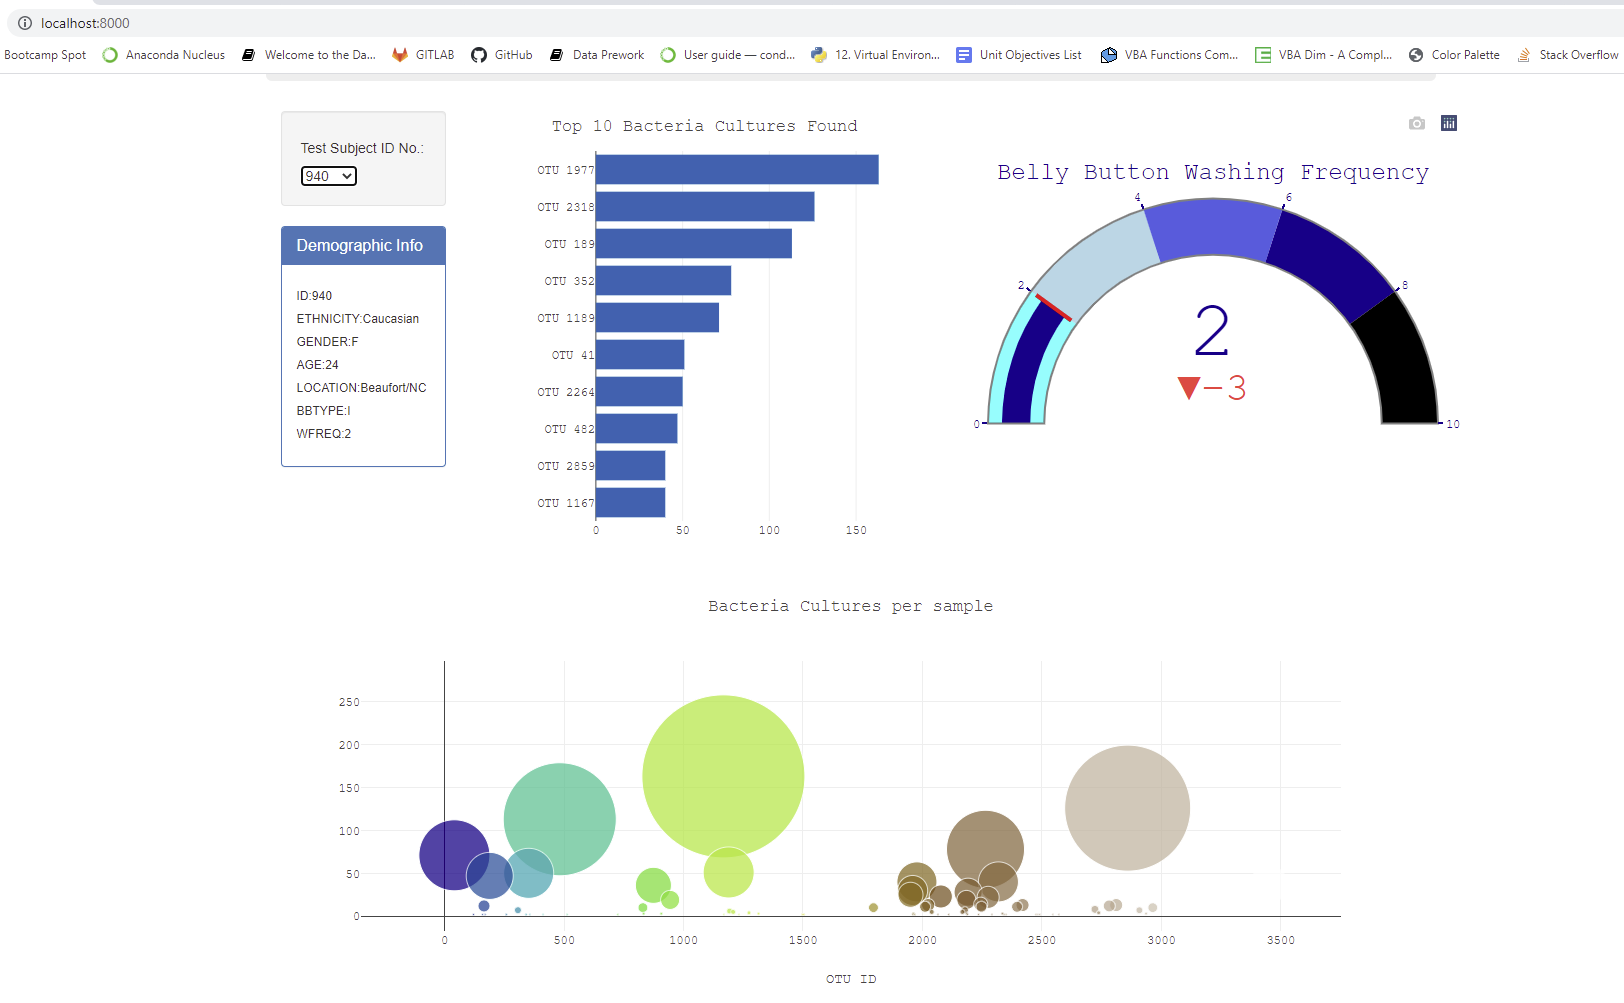 localhost:8000
Bootcamp Spot Anaconda Nucleus Welcome to the Da... GITLAB GitHub Data Prework User guide — cond... 12. Virtual Environ... Unit Objectives List VBA Functions Com... VBA Dim - A Compl... Color Palette Stack Overflow
Test Subject ID No.:
940
Demographic Info
ID:940
ETHNICITY:Caucasian
GENDER:F
AGE:24
LOCATION:Beaufort/NC
BBTYPE:I
WFREQ:2
Top 10 Bacteria Cultures Found
OTU 1977
OTU 2318
OTU 189
OTU 352
OTU 1189
OTU 41
OTU 2264
OTU 482
OTU 2859
OTU 1167
0 50 100 150
Belly Button Washing Frequency
0 2 4 6 8 10
2
▼−3
Bacteria Cultures per sample
250
200
150
100
50
0
0 500 1000 1500 2000 2500 3000 3500
OTU ID